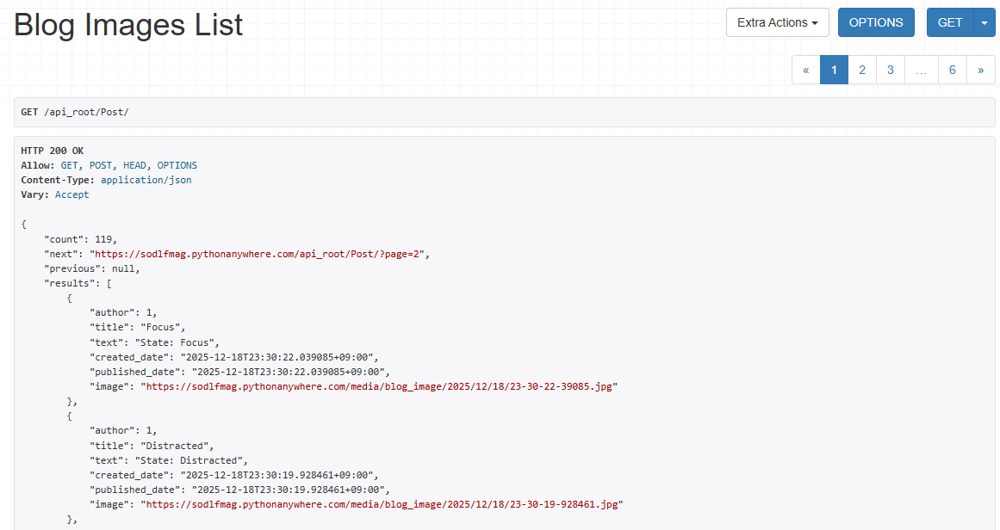 Blog Images List
Extra Actions
OPTIONS
GET
« 1 2 3 … 6 »
GET /api_root/Post/
HTTP 200 OK
Allow: GET, POST, HEAD, OPTIONS
Content-Type: application/json
Vary: Accept
{
    "count": 119,
    "next": "https://sodlfmag.pythonanywhere.com/api_root/Post/?page=2",
    "previous": null,
    "results": [
        {
            "author": 1,
            "title": "Focus",
            "text": "State: Focus",
            "created_date": "2025-12-18T23:30:22.039085+09:00",
            "published_date": "2025-12-18T23:30:22.039085+09:00",
            "image": "https://sodlfmag.pythonanywhere.com/media/blog_image/2025/12/18/23-30-22-39085.jpg"
        },
        {
            "author": 1,
            "title": "Distracted",
            "text": "State: Distracted",
            "created_date": "2025-12-18T23:30:19.928461+09:00",
            "published_date": "2025-12-18T23:30:19.928461+09:00",
            "image": "https://sodlfmag.pythonanywhere.com/media/blog_image/2025/12/18/23-30-19-928461.jpg"
        },